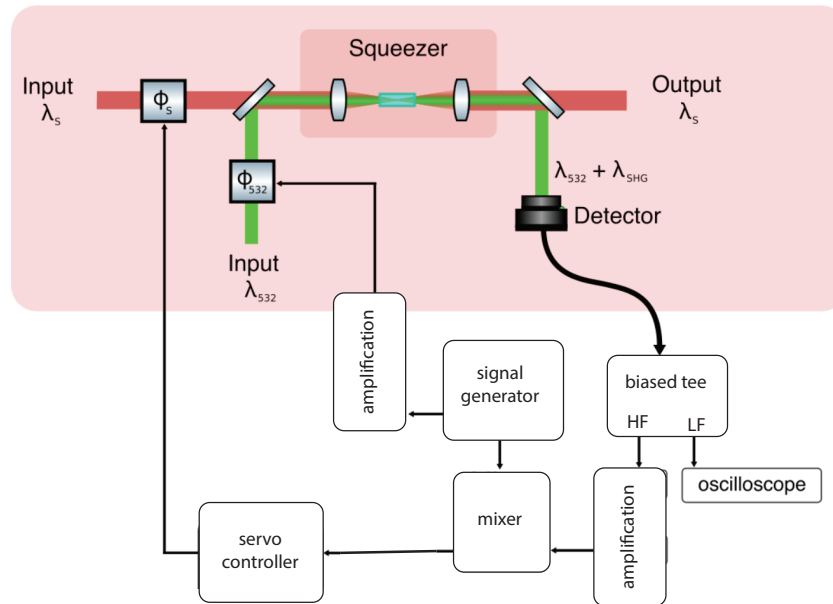 Squeezer
Input
λs
ϕs
Output
λs
ϕ532
λ532 + λSHG
Detector
Input
λ532
amplification
signal
generator
biased tee
HF
LF
oscilloscope
mixer
amplification
servo
controller